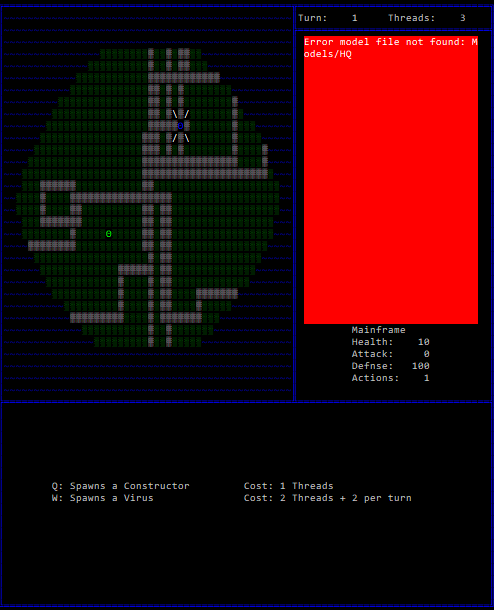 Turn:    1     Threads:    3
Error model file not found: M
odels/HQ
\ /
/ \
0
Mainframe
Health:    10
Attack:     0
Defnse:   100
Actions:    1
Q: Spawns a Constructor         Cost: 1 Threads
W: Spawns a Virus               Cost: 2 Threads + 2 per turn